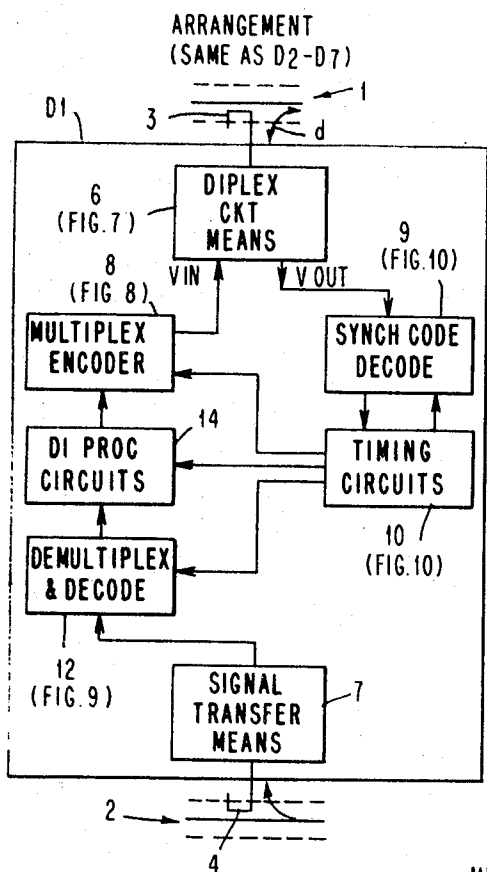 ARRANGEMENT
(SAME AS D2-D7)
1
3
D1
d
DIPLEX
CKT
MEANS
6
(FIG.7)
9
(FIG.10)
VIN
V OUT
8
(FIG.8)
MULTIPLEX
ENCODER
SYNCH CODE
DECODE
14
DI PROC
CIRCUITS
TIMING
CIRCUITS
10
(FIG.10)
DEMULTIPLEX
& DECODE
12
(FIG.9)
SIGNAL
TRANSFER
MEANS
7
2
4